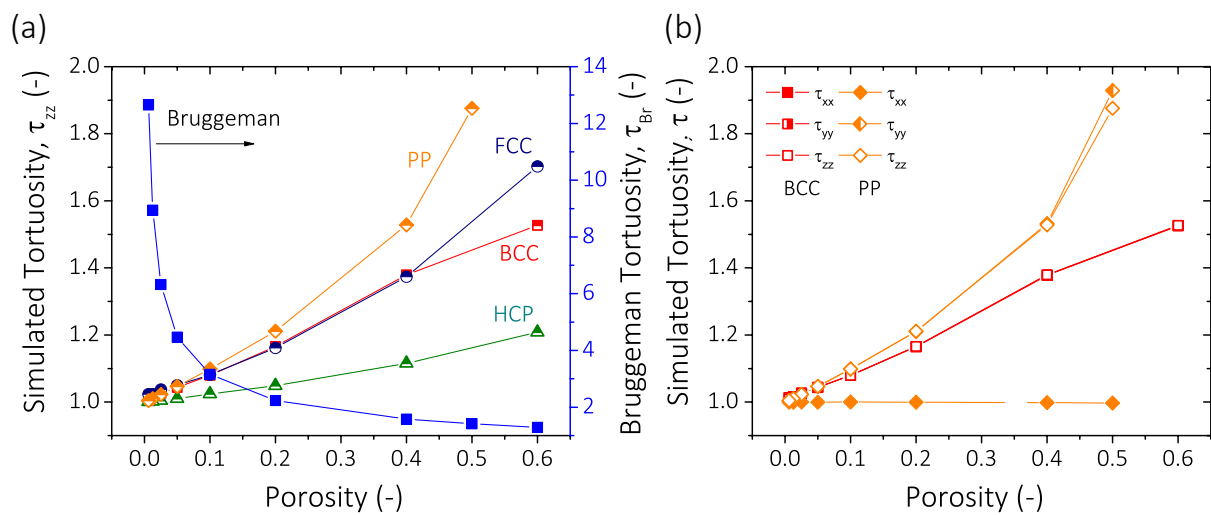 (a)
Simulated Tortuosity, τzz (-)
2.0
1.8
1.6
1.4
1.2
1.0
Bruggeman
PP
FCC
BCC
HCP
14
12
10
8
6
4
2
Bruggeman Tortuosity, τBr (-)
0.0 0.1 0.2 0.3 0.4 0.5 0.6
Porosity (-)
(b)
Simulated Tortuosity, τ (-)
2.0
1.8
1.6
1.4
1.2
1.0
τxx τxx
τyy τyy
τzz τzz
BCC PP
0.0 0.1 0.2 0.3 0.4 0.5 0.6
Porosity (-)